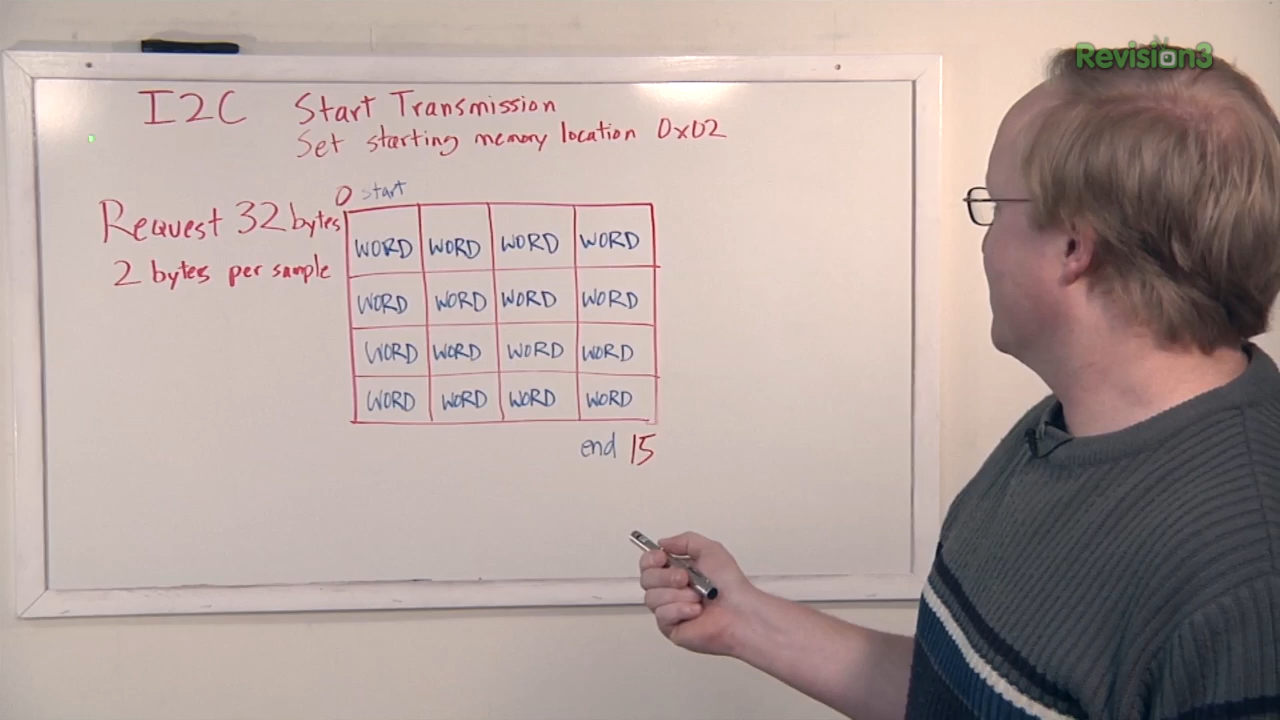 Revision3
I2C Start Transmission
Set starting memory location 0x02
0 start
Request 32 bytes
2 bytes per sample
WORD WORD WORD WORD
WORD WORD WORD WORD
WORD WORD WORD WORD
WORD WORD WORD WORD
end 15